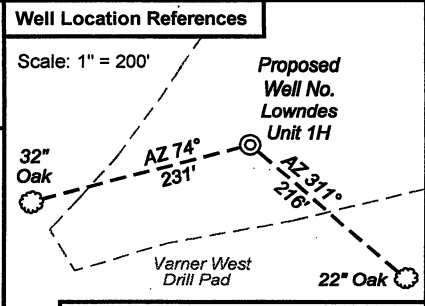 Well Location References
Scale: 1" = 200'
Proposed
Well No.
Lowndes
Unit 1H
32"
Oak
AZ 74°
231'
AZ 311°
216'
Varner West
Drill Pad
22" Oak